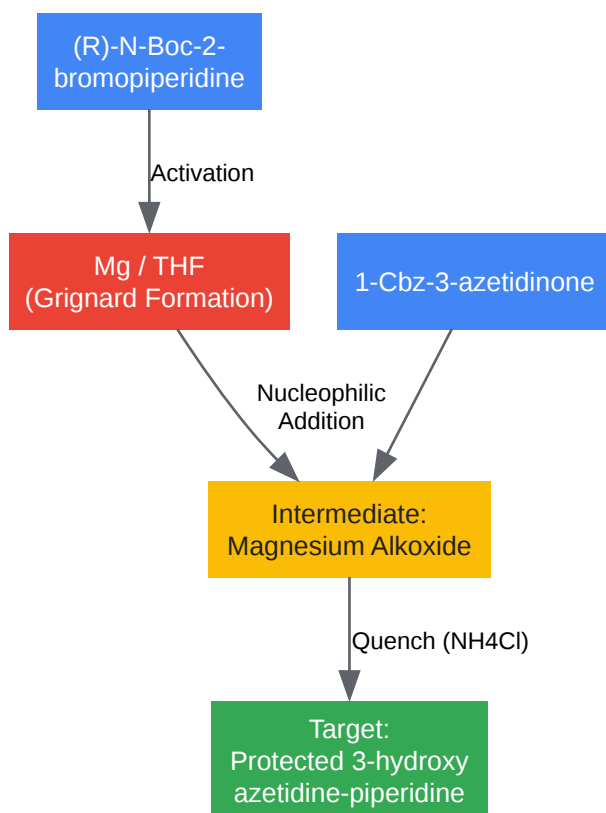 (R)-N-Boc-2-
bromopiperidine
Activation
Mg / THF
(Grignard Formation)
1-Cbz-3-azetidinone
Nucleophilic
Addition
Intermediate:
Magnesium Alkoxide
Quench (NH4Cl)
Target:
Protected 3-hydroxy
azetidine-piperidine